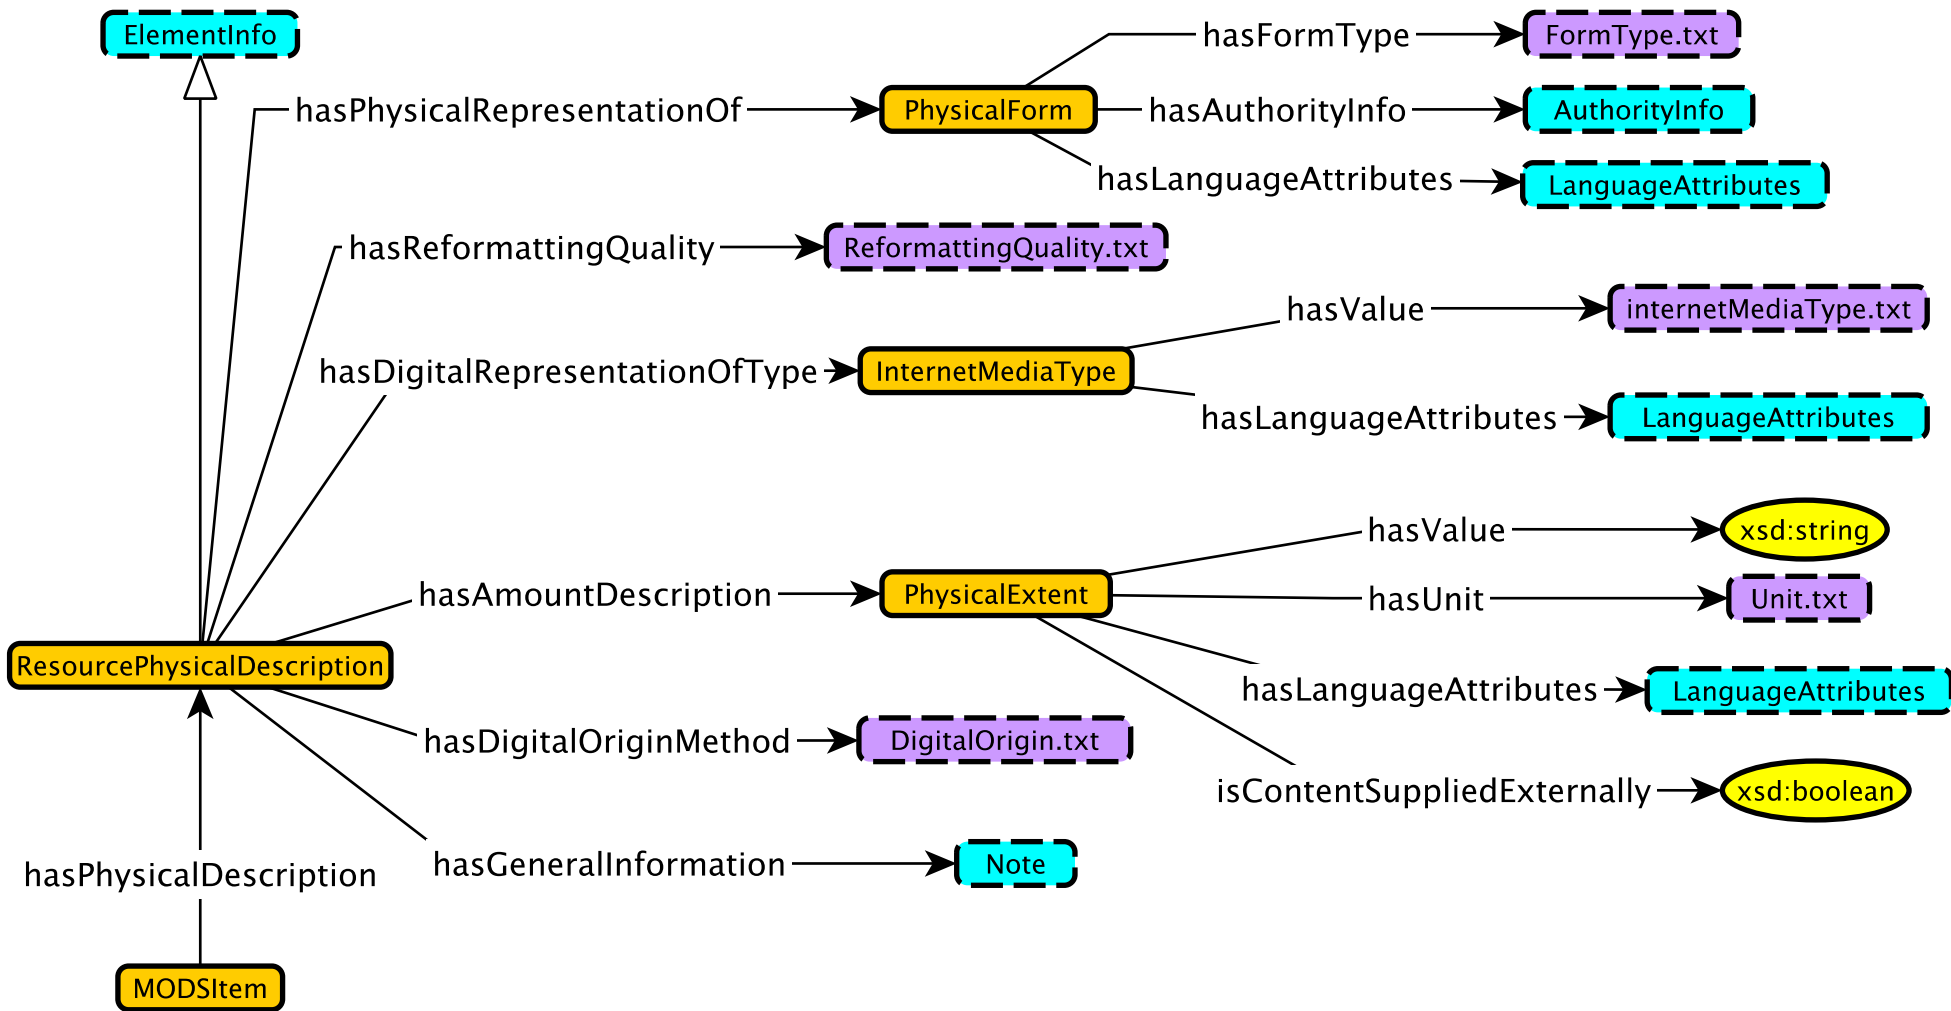 ElementInfo
hasFormType
FormType.txt
hasPhysicalRepresentationOf
PhysicalForm
hasAuthorityInfo
AuthorityInfo
hasLanguageAttributes
LanguageAttributes
hasReformattingQuality
ReformattingQuality.txt
hasValue
internetMediaType.txt
hasDigitalRepresentationOfType
InternetMediaType
hasLanguageAttributes
LanguageAttributes
hasValue
xsd:string
hasAmountDescription
PhysicalExtent
hasUnit
Unit.txt
ResourcePhysicalDescription
hasLanguageAttributes
LanguageAttributes
hasDigitalOriginMethod
DigitalOrigin.txt
isContentSuppliedExternally
xsd:boolean
hasGeneralInformation
Note
hasPhysicalDescription
MODSItem